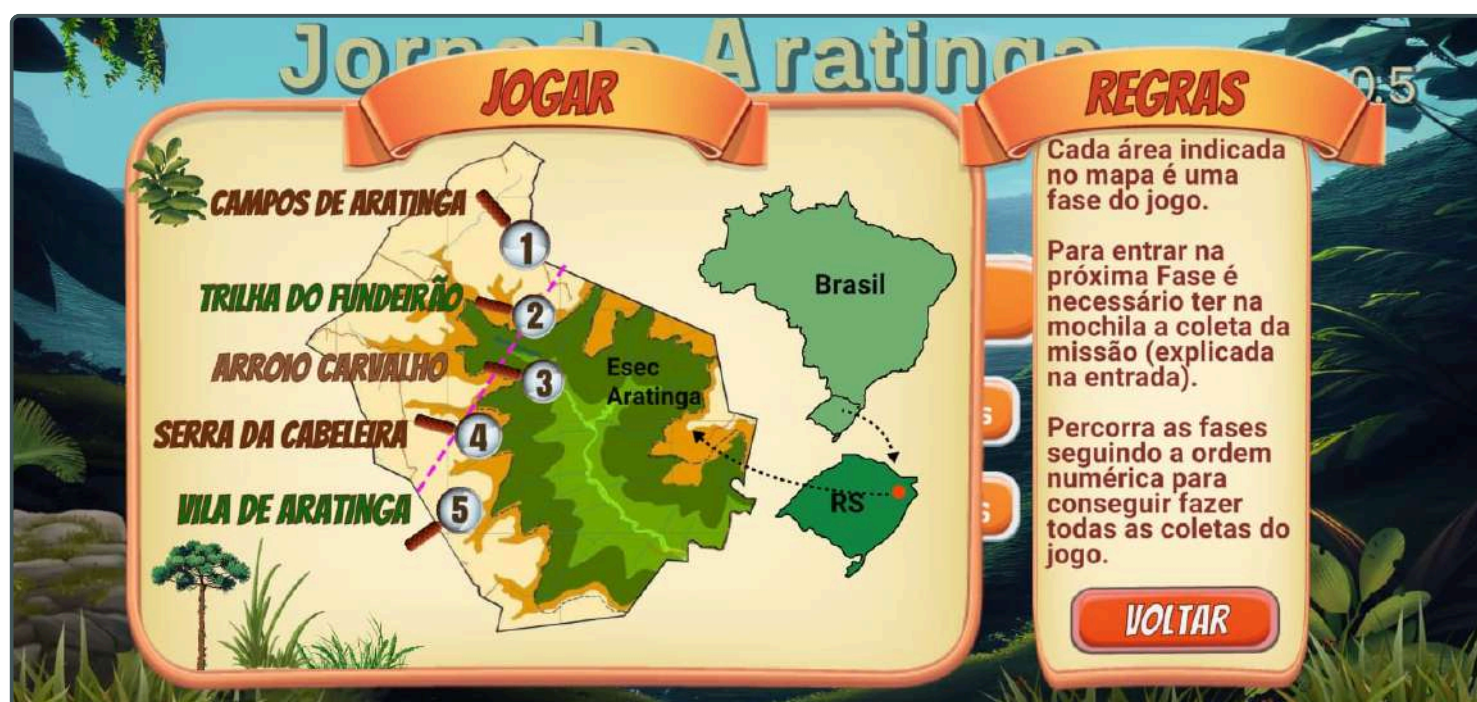 Jornada Aratinga
0.5
JOGAR
CAMPOS DE ARATINGA
1
TRILHA DO FUNDEIRÃO
2
ARROIO CARVALHO
3
SERRA DA CABELEIRA
4
VILA DE ARATINGA
5
Esec
Aratinga
Brasil
RS
S
S
REGRAS
Cada área indicada
no mapa é uma
fase do jogo.
Para entrar na
próxima Fase é
necessário ter na
mochila a coleta da
missão (explicada
na entrada).
Percorra as fases
seguindo a ordem
numérica para
conseguir fazer
todas as coletas do
jogo.
VOLTAR